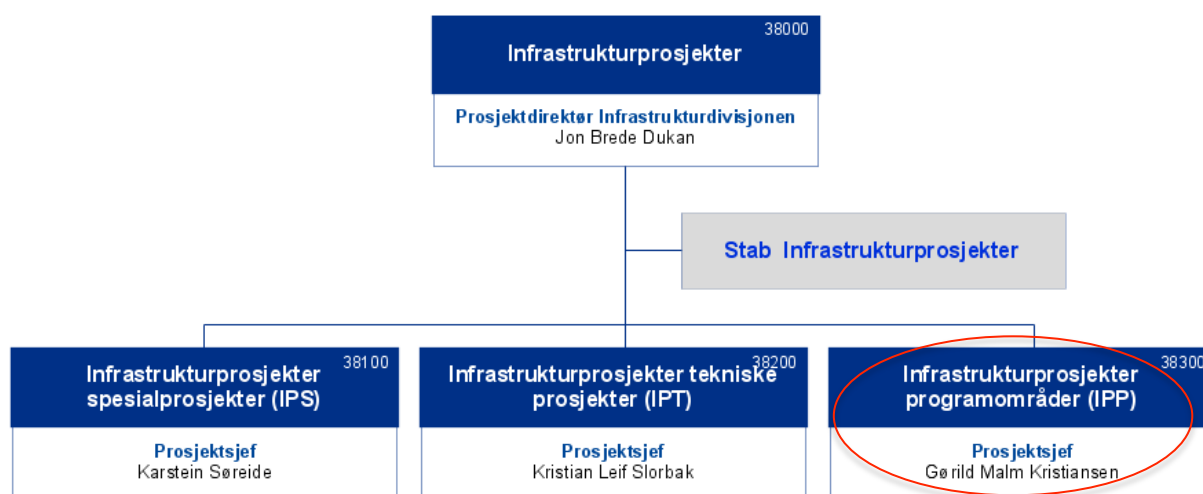 38000
Infrastrukturprosjekter
Prosjektdirektør Infrastrukturdivisjonen
Jon Brede Dukan
Stab Infrastrukturprosjekter
38100
Infrastrukturprosjekter
spesialprosjekter (IPS)
Prosjektsjef
Karstein Søreide
38200
Infrastrukturprosjekter tekniske
prosjekter (IPT)
Prosjektsjef
Kristian Leif Slorbak
38300
Infrastrukturprosjekter
programområder (IPP)
Prosjektsjef
Gørild Malm Kristiansen